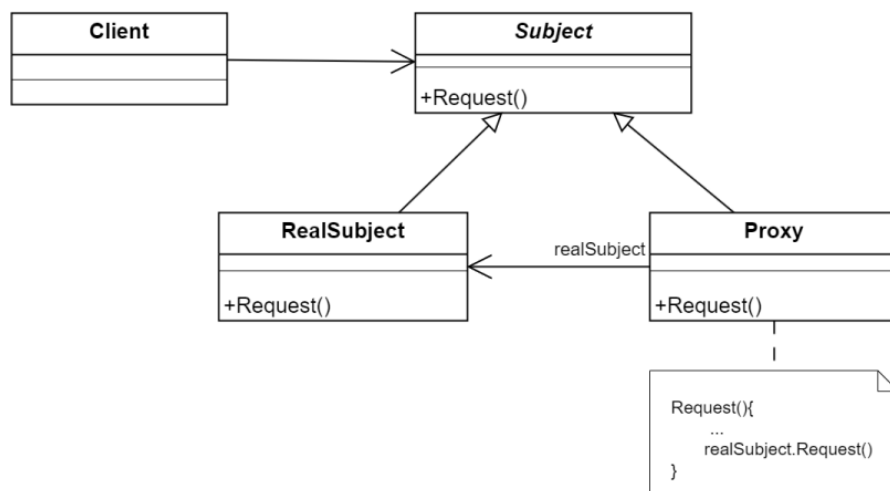 Client
Subject
+Request()
RealSubject
+Request()
realSubject
Proxy
+Request()
Request(){
...
realSubject.Request()
}